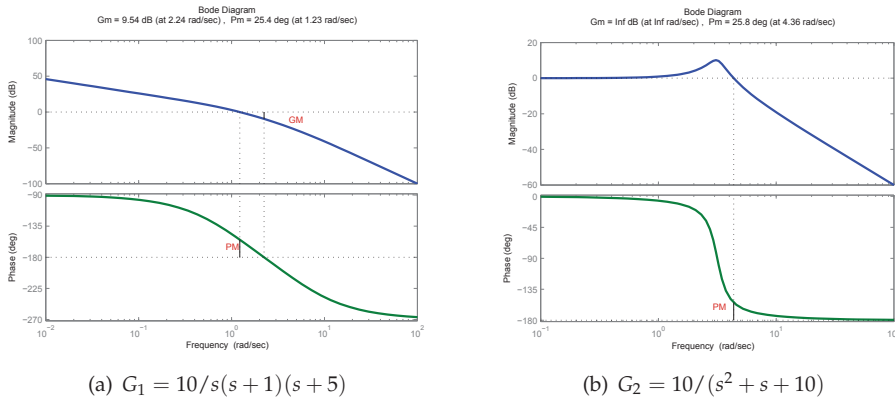 Bode Diagram
Gm = 9.54 dB (at 2.24 rad/sec) , Pm = 25.4 deg (at 1.23 rad/sec)
100
50
0
−50
−100
Magnitude (dB)
GM
−90
−135
−180
−225
−270
Phase (deg)
PM
10^−2
10^−1
10^0
10^1
10^2
Frequency (rad/sec)
(a) G_1 = 10/s(s + 1)(s + 5)
Bode Diagram
Gm = Inf dB (at Inf rad/sec) , Pm = 25.8 deg (at 4.36 rad/sec)
20
0
−20
−40
−60
Magnitude (dB)
0
−45
−90
−135
−180
Phase (deg)
PM
10^−1
10^0
10^1
10
Frequency (rad/sec)
(b) G_2 = 10/(s^2 + s + 10)